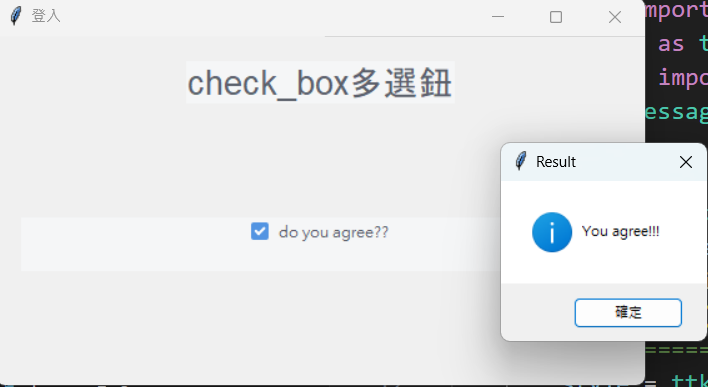 登入
check_box多選鈕
do you agree??
Result
You agree!!!
確定
mport
as t
impo
essag
= ttk